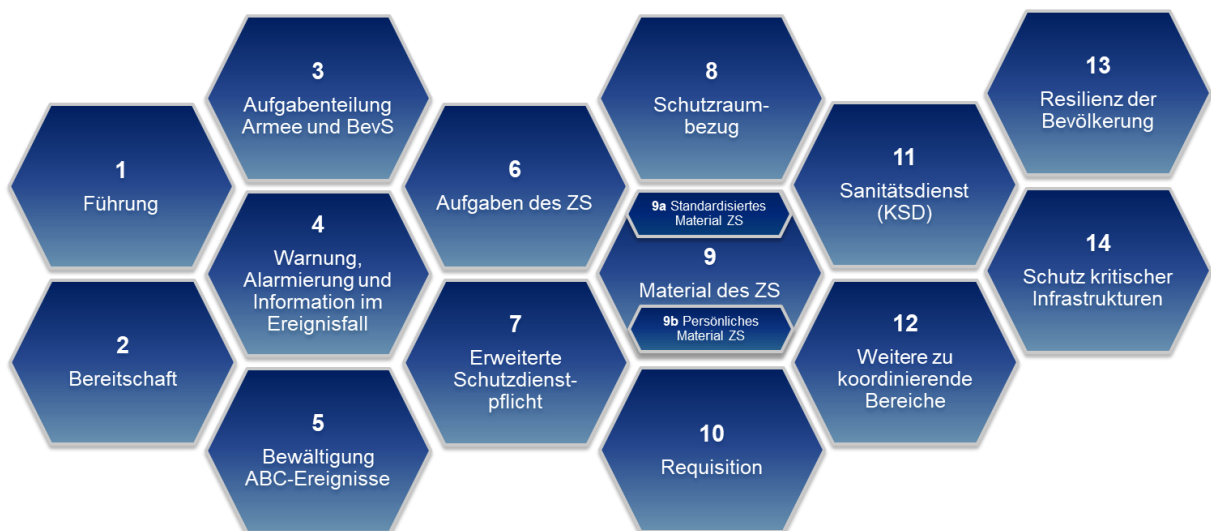 1
Führung
2
Bereitschaft
3
Aufgabenteilung
Armee und BevS
4
Warnung,
Alarmierung und
Information im
Ereignisfall
5
Bewältigung
ABC-Ereignisse
6
Aufgaben des ZS
7
Erweiterte
Schutzdienst-
pflicht
8
Schutzraum-
bezug
9a Standardisiertes
Material ZS
9
Material des ZS
9b Persönliches
Material ZS
10
Requisition
11
Sanitätsdienst
(KSD)
12
Weitere zu
koordinierende
Bereiche
13
Resilienz der
Bevölkerung
14
Schutz kritischer
Infrastrukturen